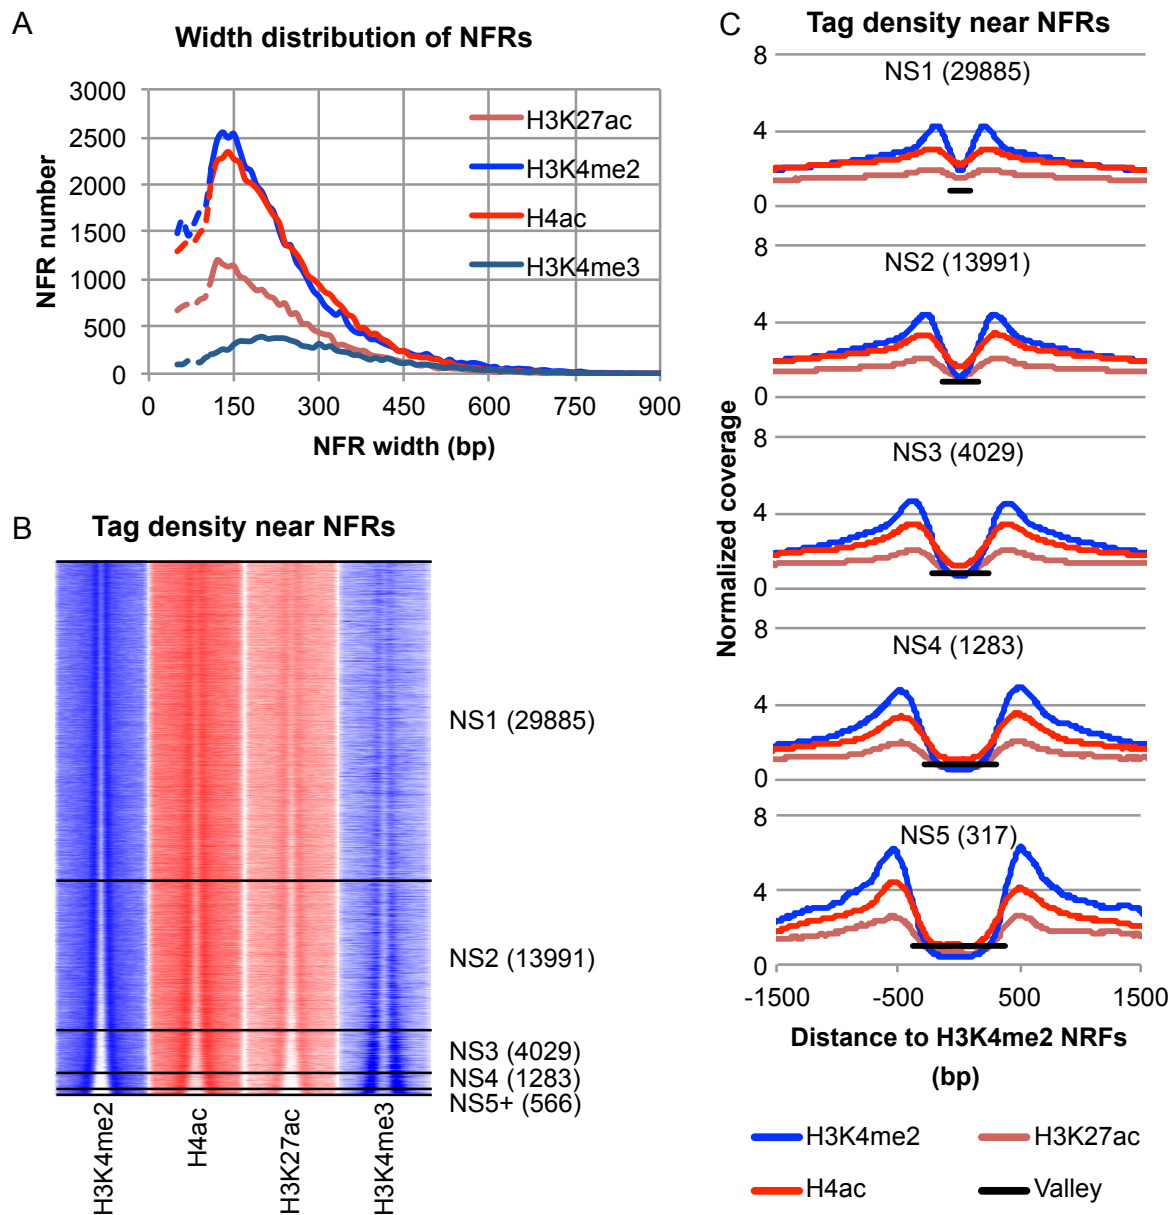 A
Width distribution of NFRs
3000
2500
2000
1500
1000
500
0
NFR number
0 150 300 450 600 750 900
NFR width (bp)
H3K27ac
H3K4me2
H4ac
H3K4me3
B
Tag density near NFRs
NS1 (29885)
NS2 (13991)
NS3 (4029)
NS4 (1283)
NS5+ (566)
H3K4me2
H4ac
H3K27ac
H3K4me3
C
Tag density near NFRs
Normalized coverage
8
NS1 (29885)
4
0
8
NS2 (13991)
4
0
8
NS3 (4029)
4
0
8
NS4 (1283)
4
0
8
NS5 (317)
4
0
-1500 -500 500 1500
Distance to H3K4me2 NRFs
(bp)
H3K4me2 H3K27ac
H4ac Valley